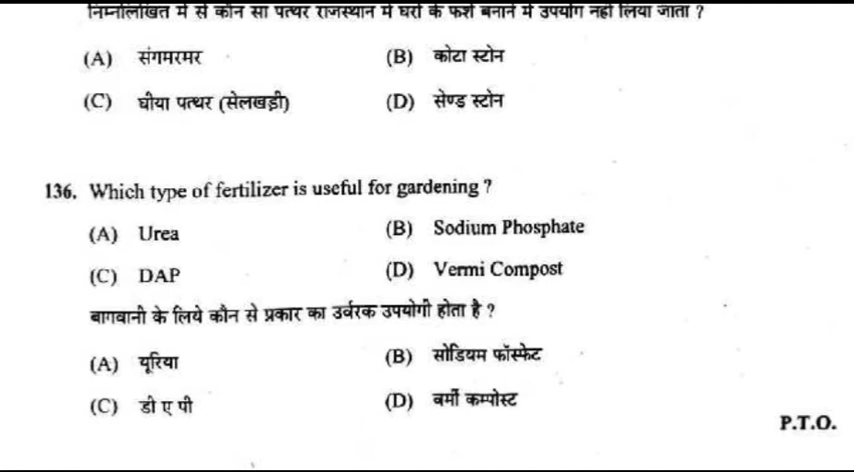 निम्नलिखित में से कौन सा पत्थर राजस्थान में घरों के फर्श बनाने में उपयोग नहीं लिया जाता ?
(A) संगमरमर (B) कोटा स्टोन
(C) घीया पत्थर (सेलखड़ी) (D) सेण्ड स्टोन
136. Which type of fertilizer is useful for gardening ?
(A) Urea (B) Sodium Phosphate
(C) DAP (D) Vermi Compost
बागवानी के लिये कौन से प्रकार का उर्वरक उपयोगी होता है ?
(A) यूरिया (B) सोडियम फॉस्फेट
(C) डी ए पी (D) वर्मी कम्पोस्ट
P.T.O.